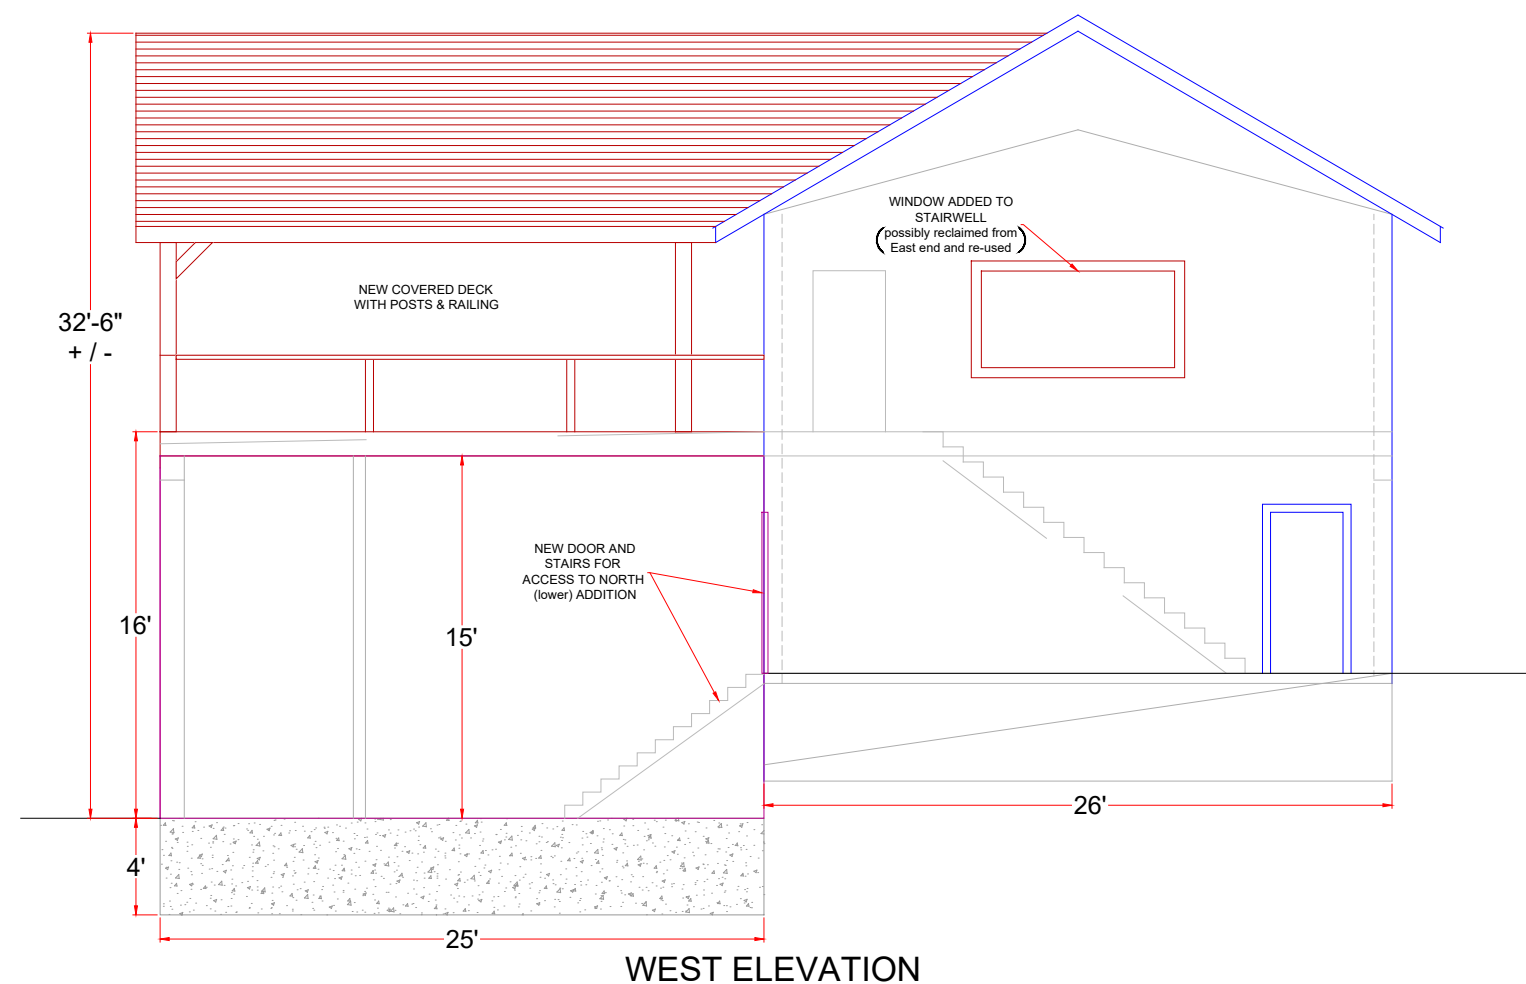 WINDOW ADDED TO
STAIRWELL
(possibly reclaimed from
East end and re-used)
NEW COVERED DECK
WITH POSTS & RAILING
32'-6"
+ / -
NEW DOOR AND
STAIRS FOR
ACCESS TO NORTH
(lower) ADDITION
16'
15'
26'
4'
25'
WEST ELEVATION